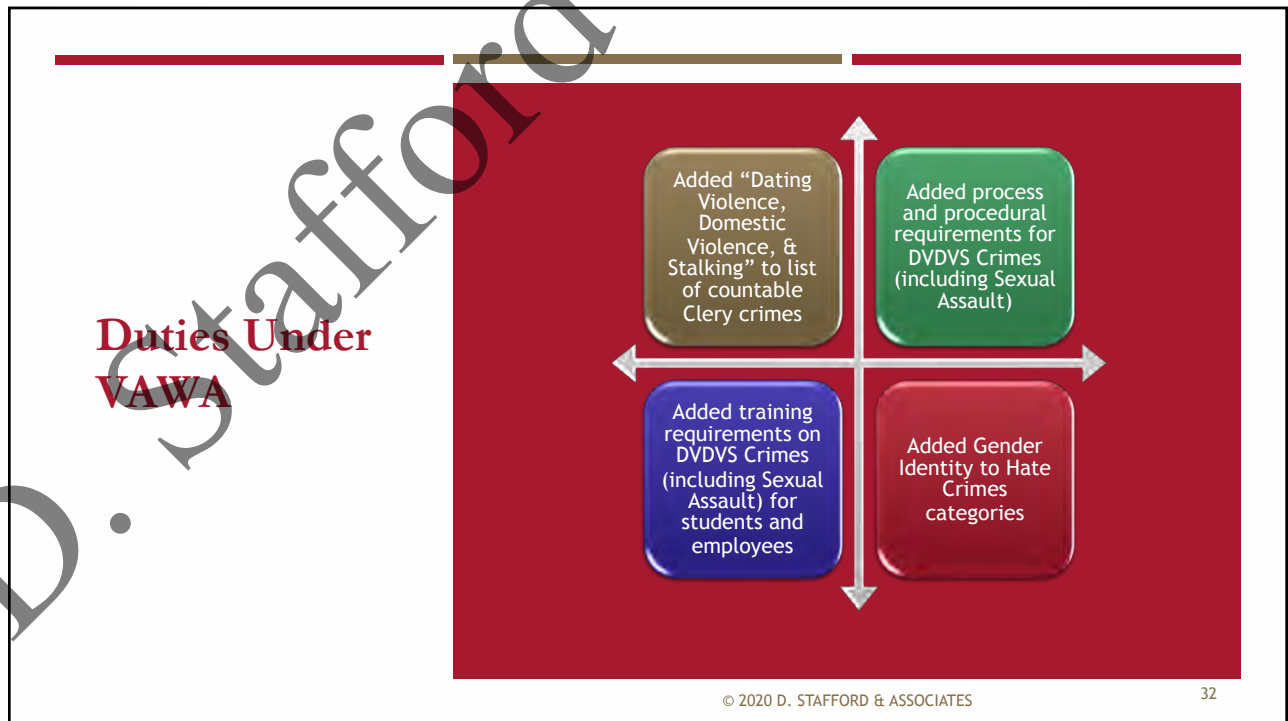 Duties Under
VAWA
Added “Dating
Violence,
Domestic
Violence, &
Stalking” to list
of countable
Clery crimes
Added process
and procedural
requirements for
DVDVS Crimes
(including Sexual
Assault)
Added training
requirements on
DVDVS Crimes
(including Sexual
Assault) for
students and
employees
Added Gender
Identity to Hate
Crimes
categories
© 2020 D. STAFFORD & ASSOCIATES
32
D. Stafford